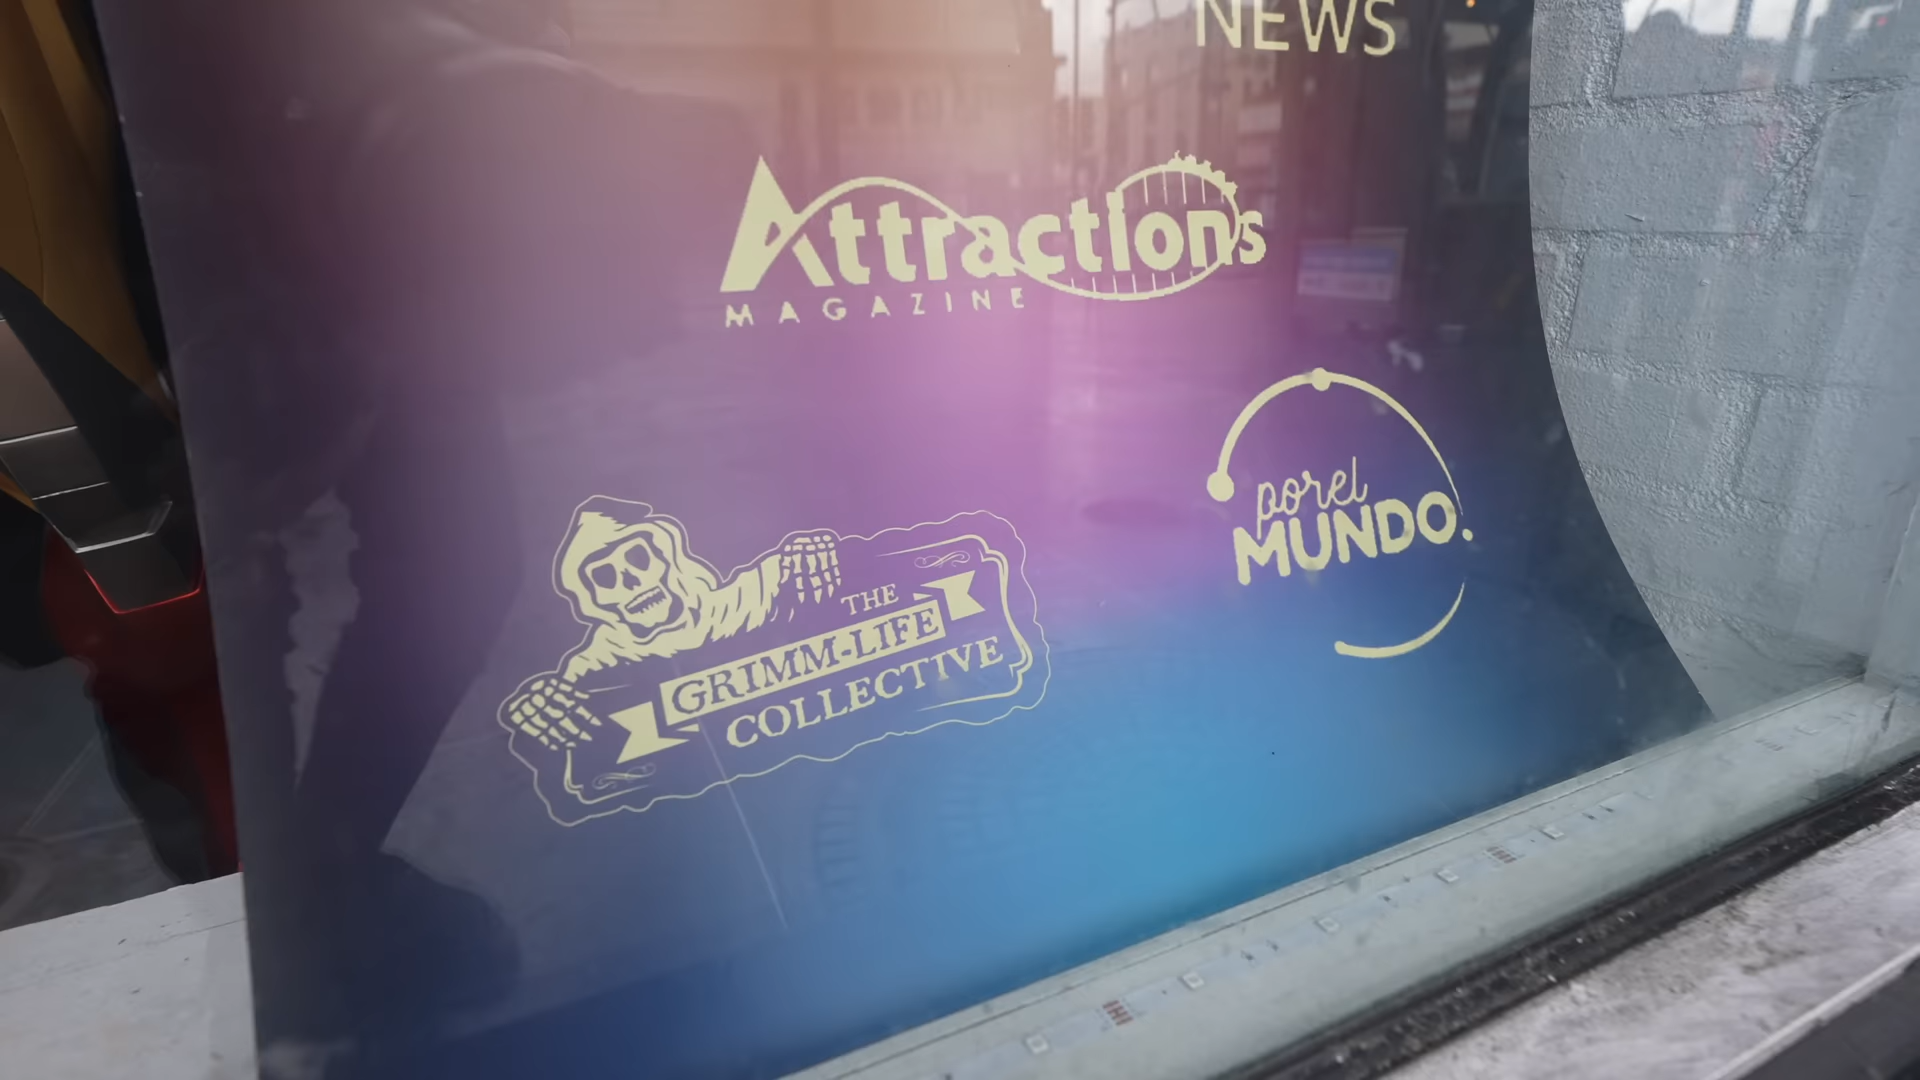 NEWS
Attractions
MAGAZINE
porel
MUNDO.
THE
GRIMM-LIFE
COLLECTIVE